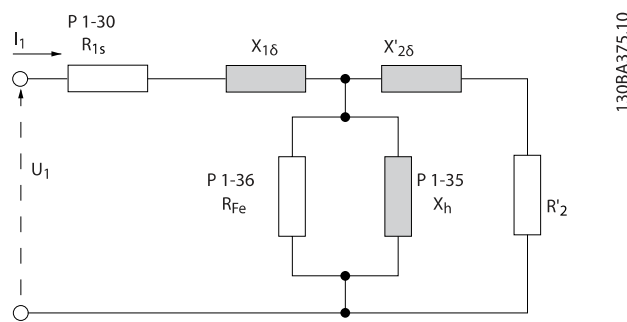 P 1-30
I1
R1s
X1δ
X'2δ
U1
P 1-36
RFe
P 1-35
Xh
R'2
130BA375.10